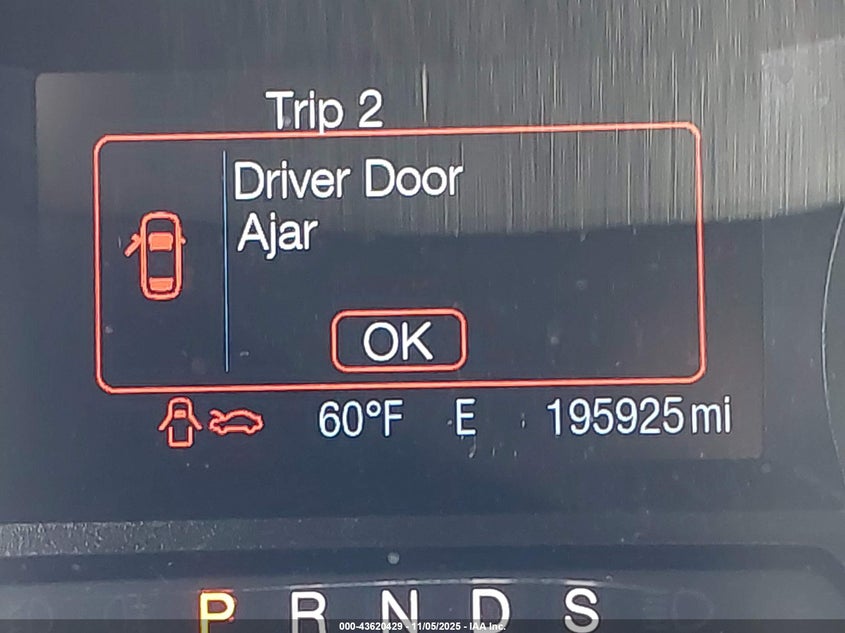 Trip 2
Driver Door
Ajar
OK
60°F E 195925 mi
P R N D S
000-43620429 - 11/05/2025 - IAA Inc.